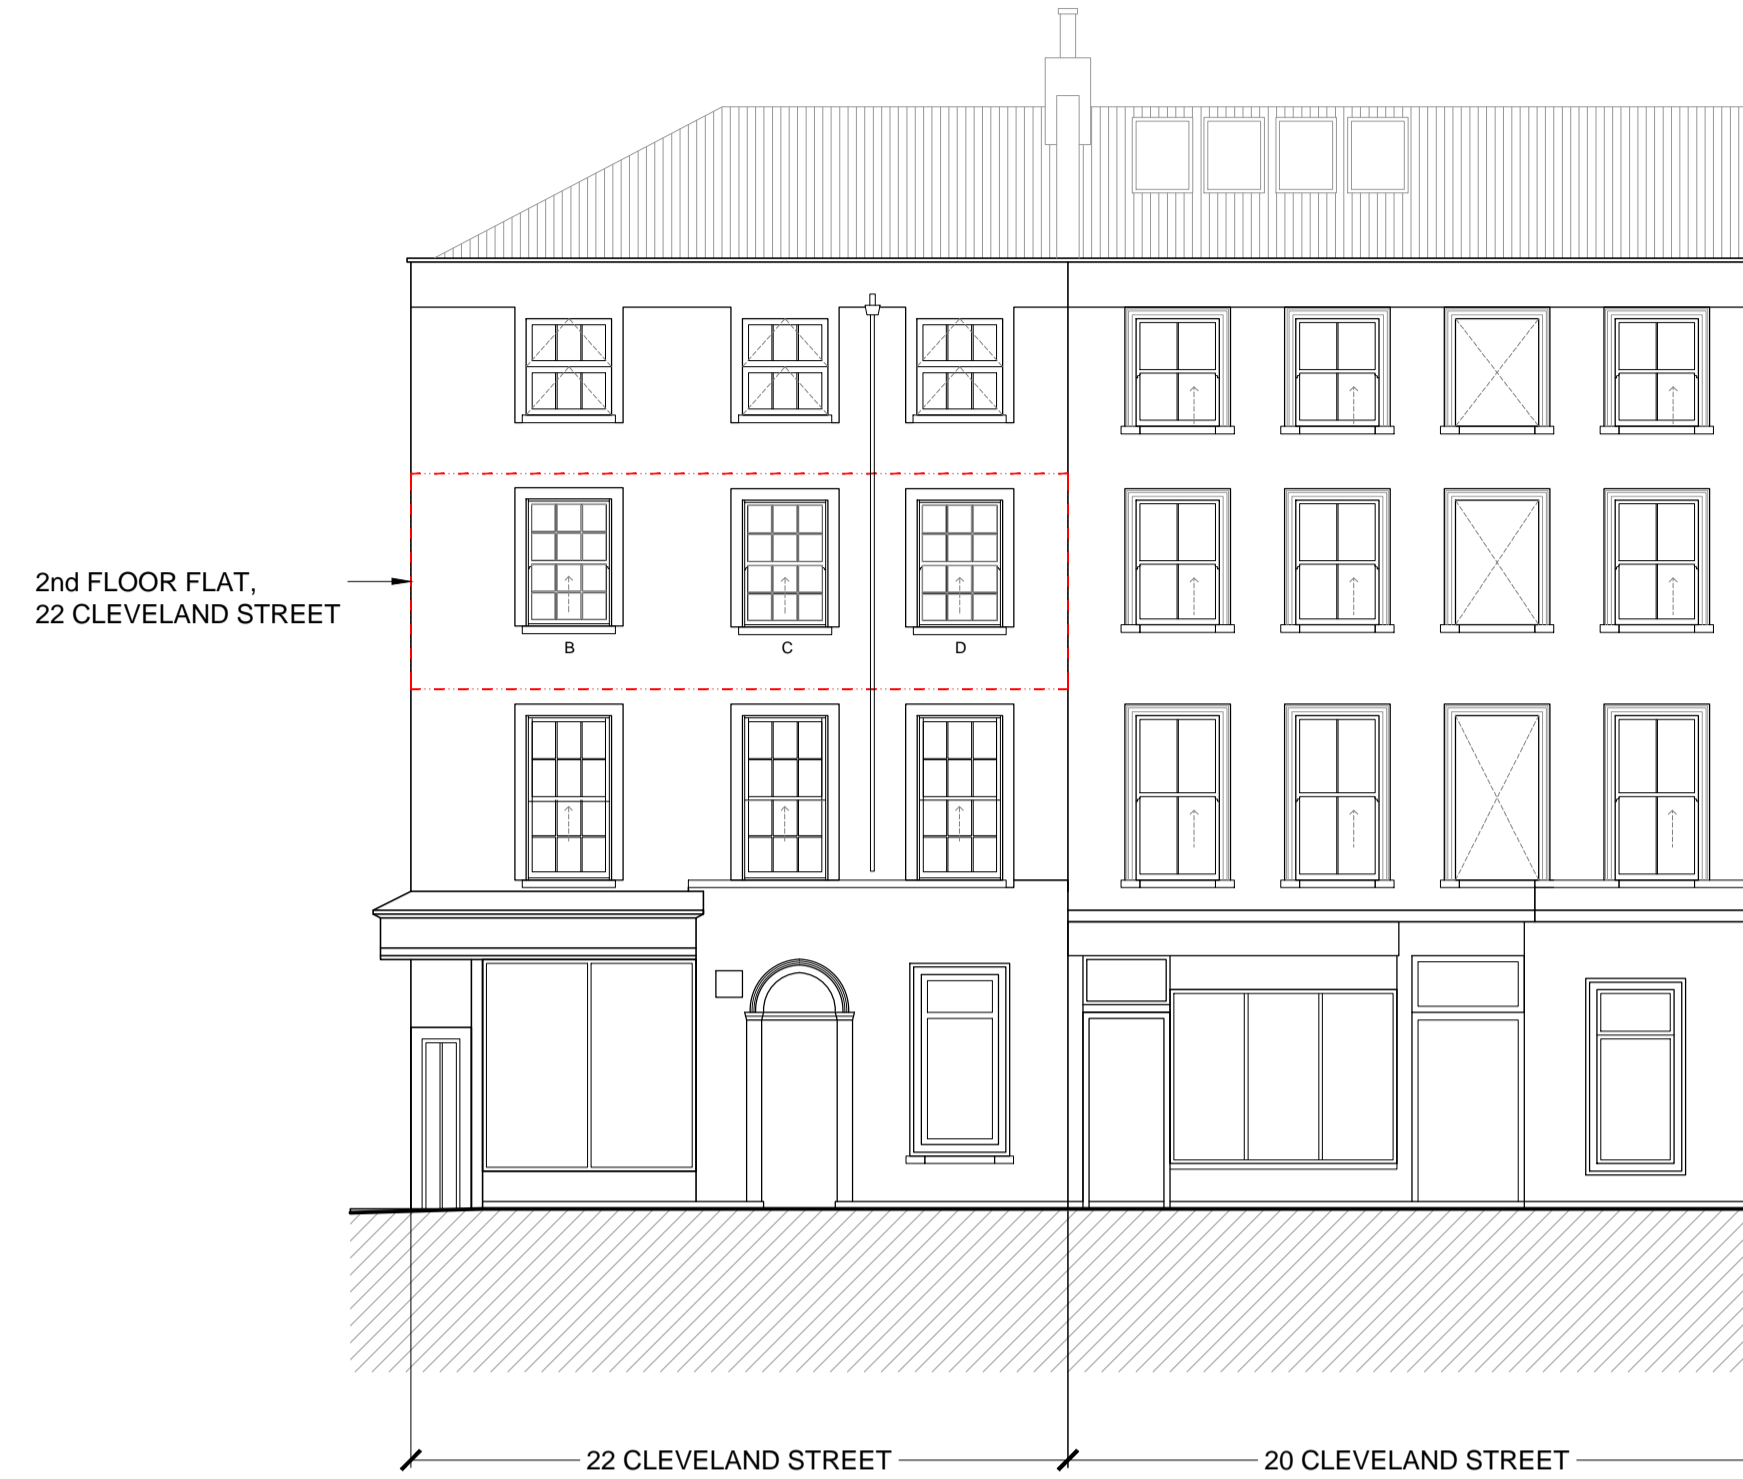 2nd FLOOR FLAT,
22 CLEVELAND STREET
B
C
D
22 CLEVELAND STREET
20 CLEVELAND STREET